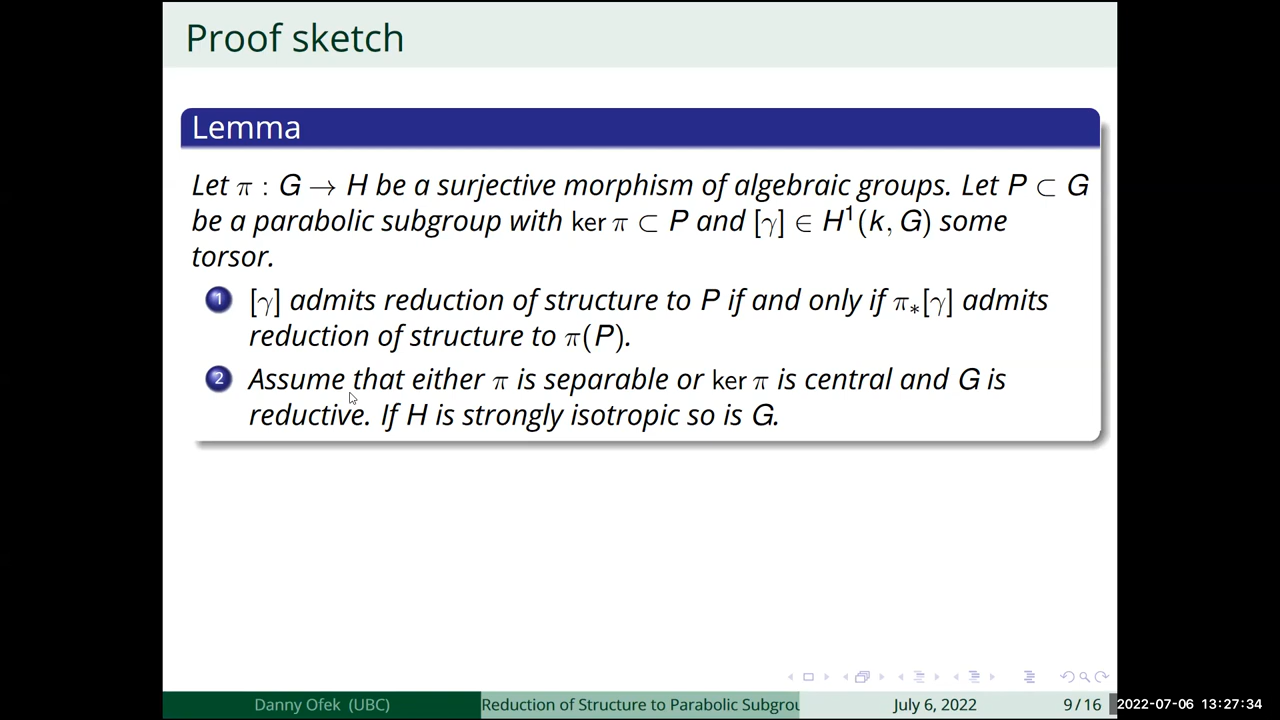 Proof sketch
Lemma
Let π : G → H be a surjective morphism of algebraic groups. Let P ⊂ G
be a parabolic subgroup with ker π ⊂ P and [γ] ∈ H¹(k, G) some
torsor.
1 [γ] admits reduction of structure to P if and only if π∗[γ] admits
reduction of structure to π(P).
2 Assume that either π is separable or ker π is central and G is
reductive. If H is strongly isotropic so is G.
Danny Ofek (UBC) Reduction of Structure to Parabolic Subgrou July 6, 2022 9 / 16 2022-07-06 13:27:34